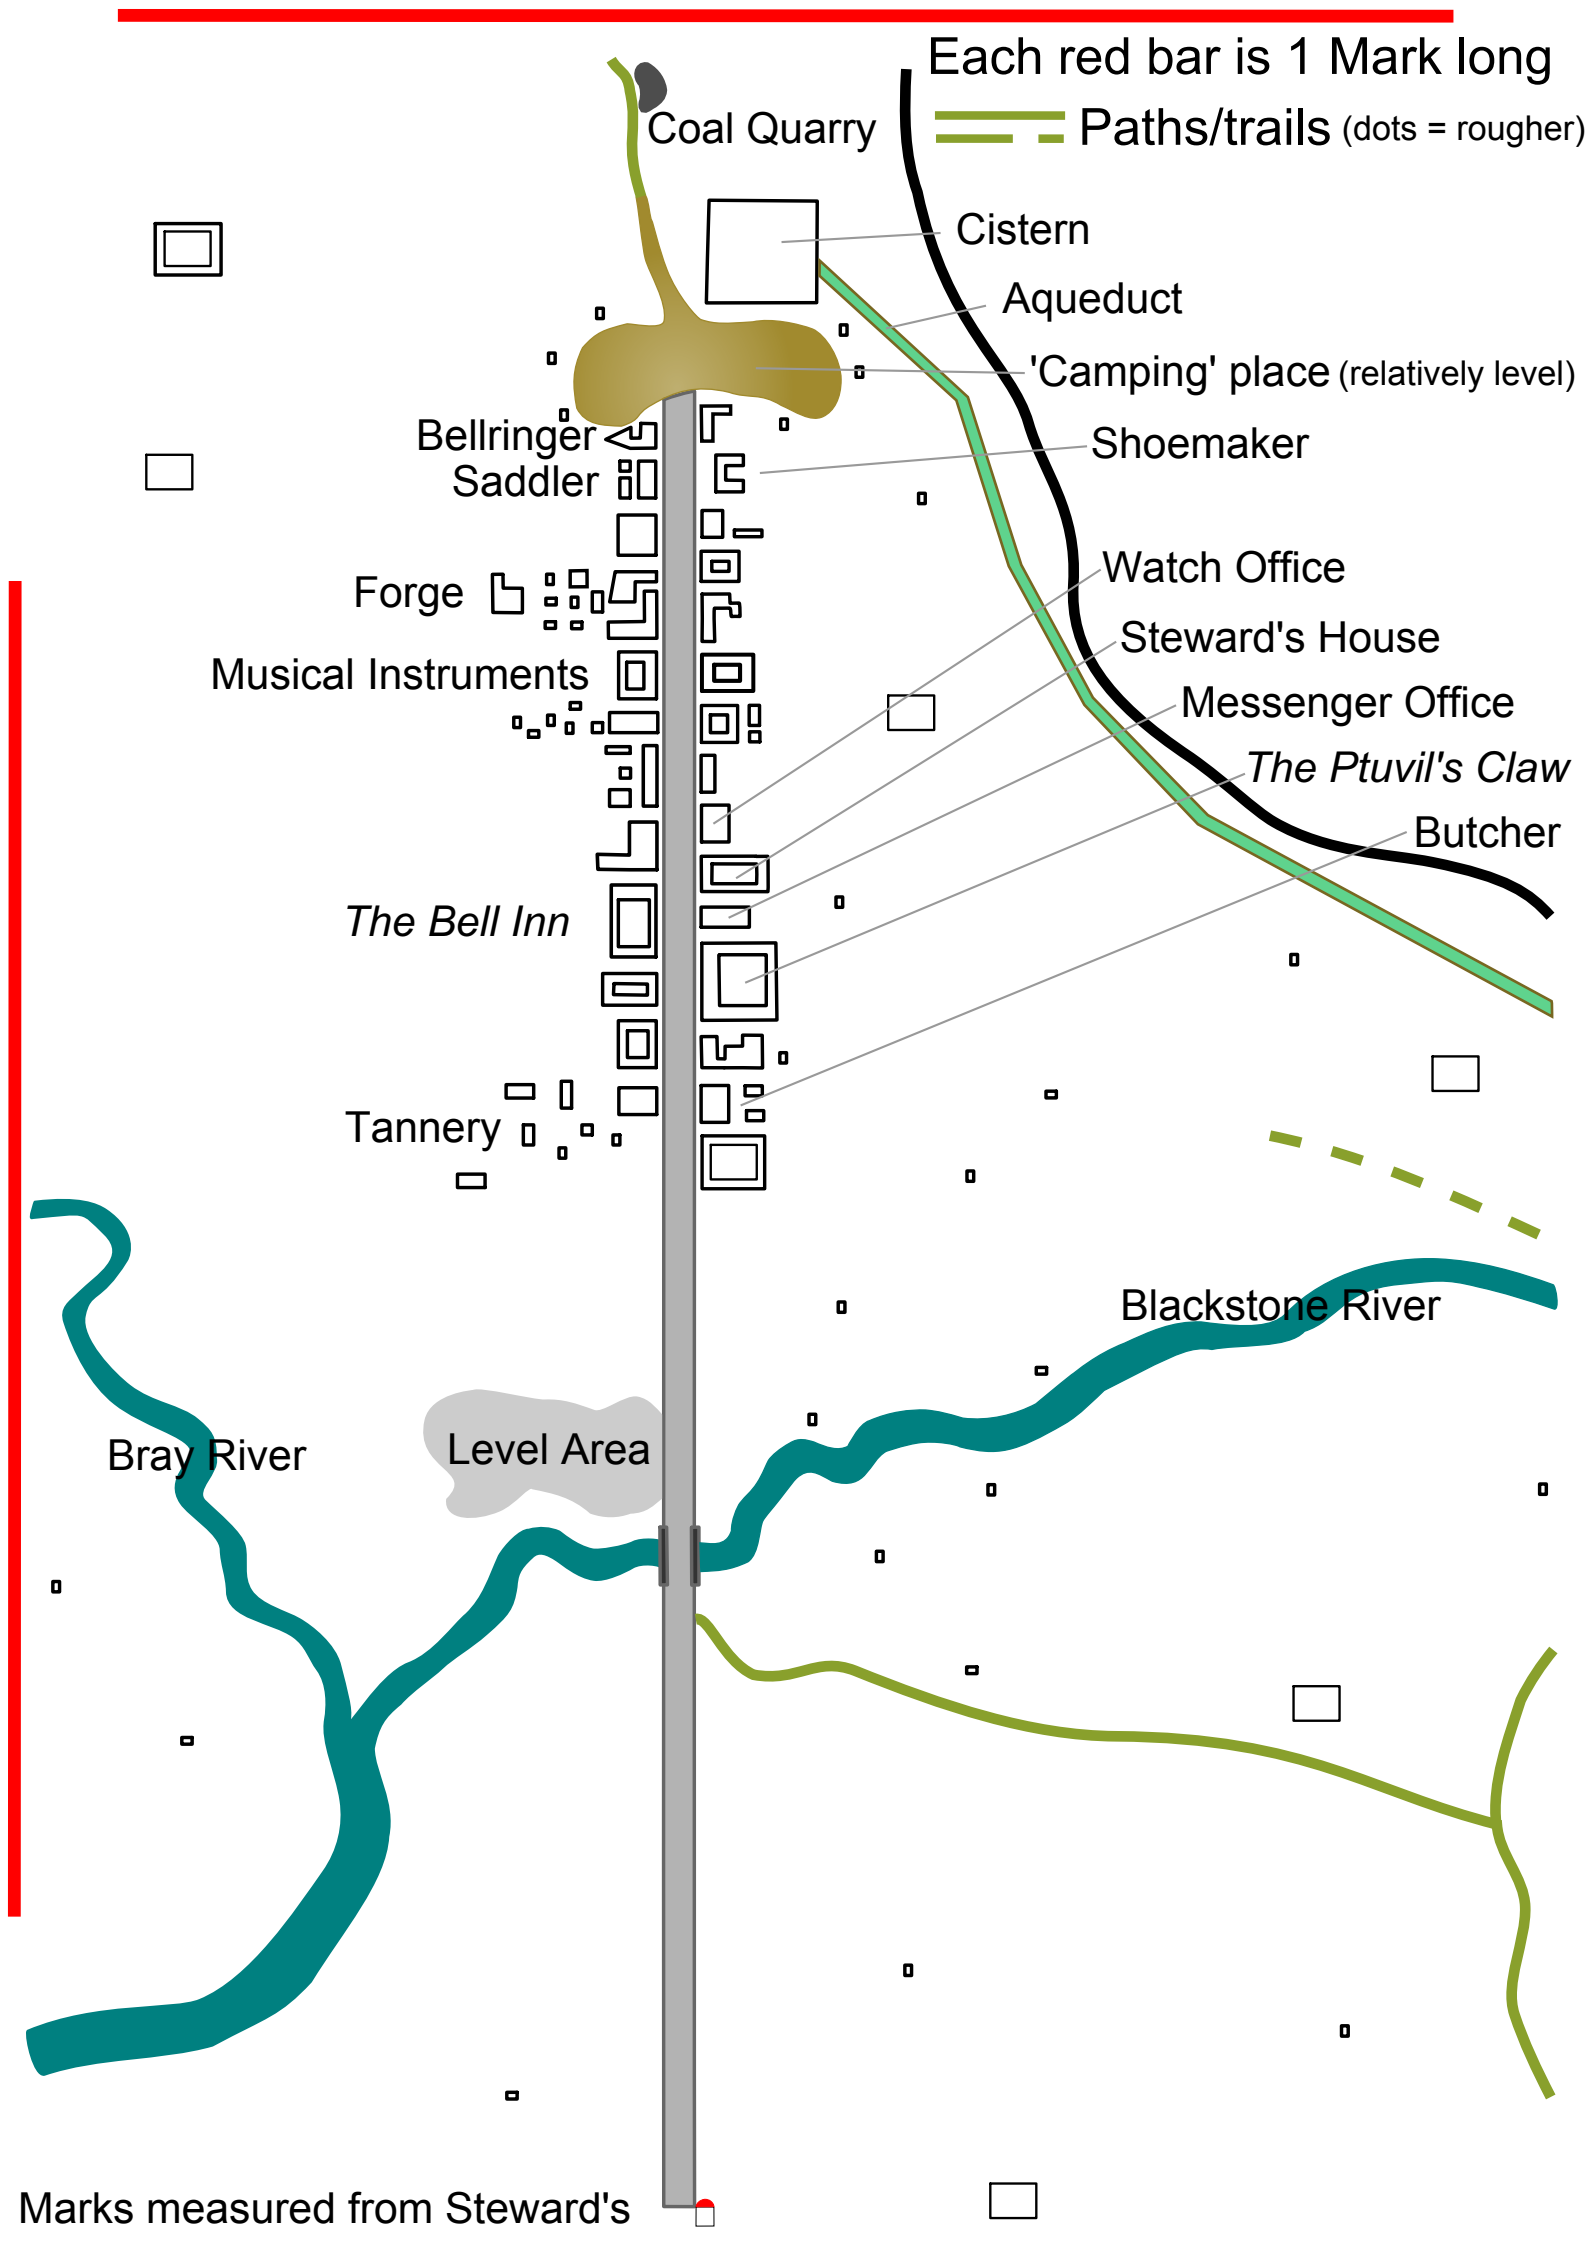 Each red bar is 1 Mark long
Paths/trails (dots = rougher)
Coal Quarry
Cistern
Aqueduct
'Camping' place (relatively level)
Bellringer
Shoemaker
Saddler
Watch Office
Forge
Steward's House
Musical Instruments
Messenger Office
The Ptuvil's Claw
Butcher
The Bell Inn
Tannery
Blackstone River
Bray River
Level Area
Marks measured from Steward's